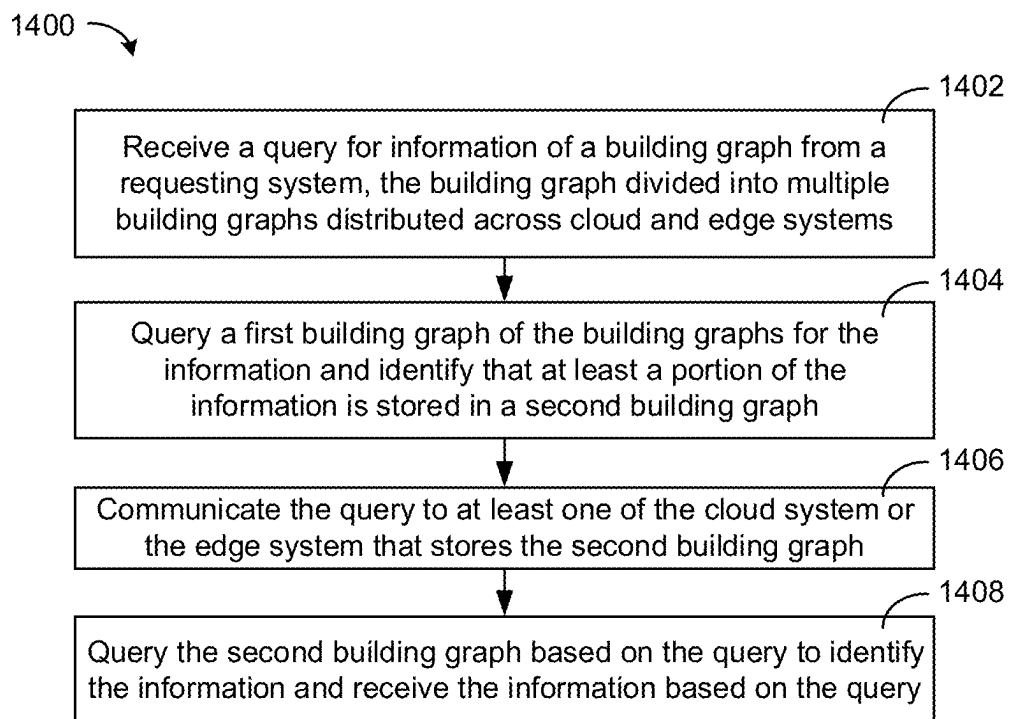 1400
1402
Receive a query for information of a building graph from a
requesting system, the building graph divided into multiple
building graphs distributed across cloud and edge systems
1404
Query a first building graph of the building graphs for the
information and identify that at least a portion of the
information is stored in a second building graph
1406
Communicate the query to at least one of the cloud system or
the edge system that stores the second building graph
1408
Query the second building graph based on the query to identify
the information and receive the information based on the query